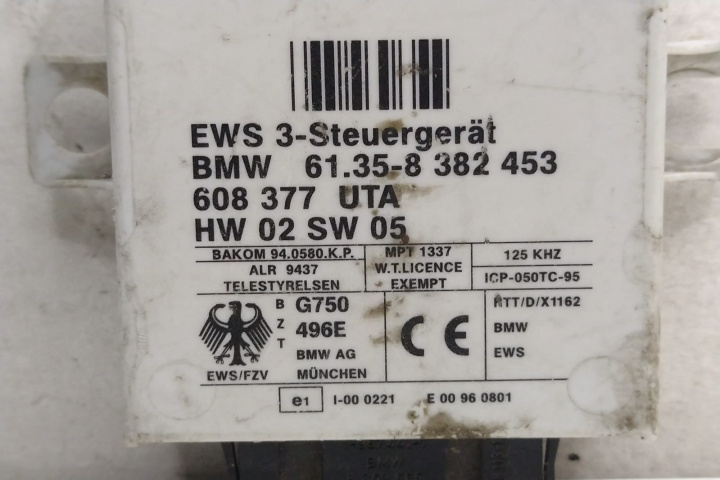 EWS 3-Steuergerät
BMW 61.35-8 382 453
608 377 UTA
HW 02 SW 05
BAKOM 94.0580.K.P.
ALR 9437
TELESTYRELSEN
MPT 1337
W.T.LICENCE
EXEMPT
125 KHZ
ICP-050TC-95
EWS/FZV
BZT
G750
496E
BMW AG
MÜNCHEN
CE
RTT/D/X1162
BMW
EWS
e1 I-00 0221 E 00 96 0801